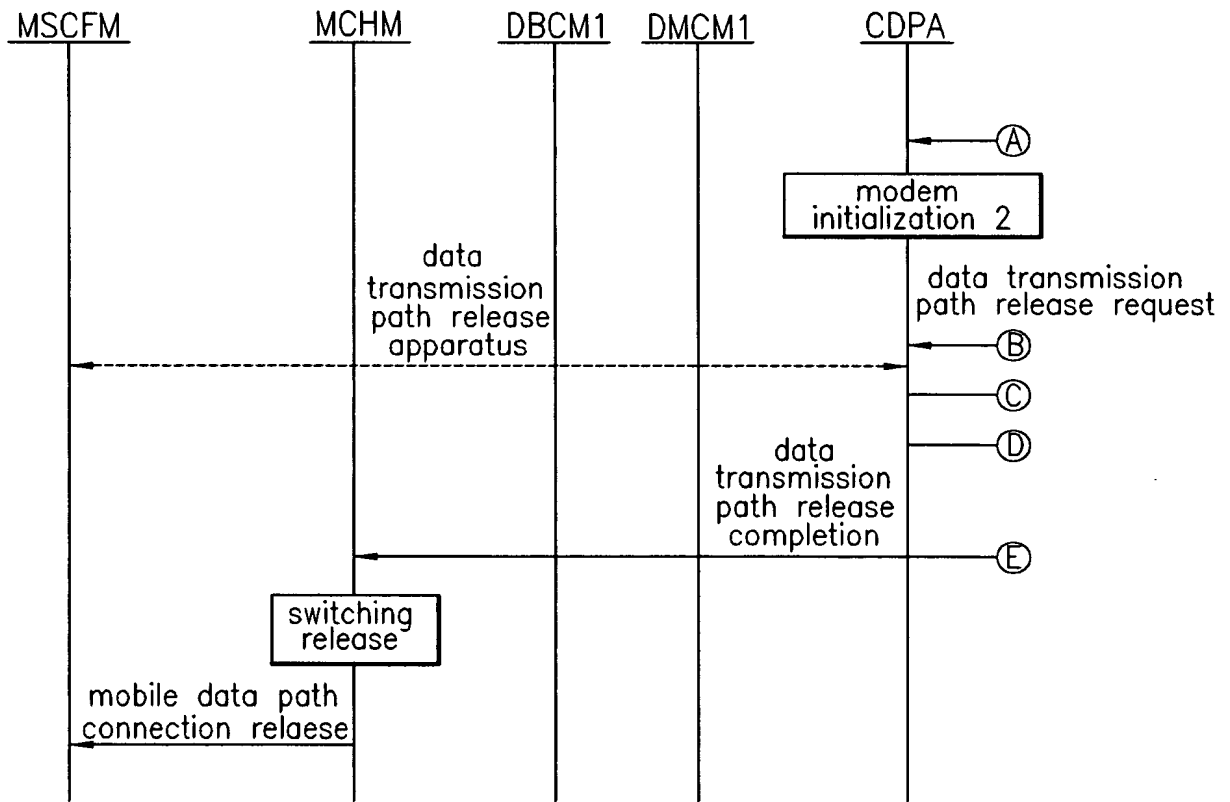 MSCFM
MCHM
DBCM1
DMCM1
CDPA
A
modem
initialization 2
data
transmission
path release
apparatus
data transmission
path release request
B
C
D
data
transmission
path release
completion
E
switching
release
mobile data path
connection relaese